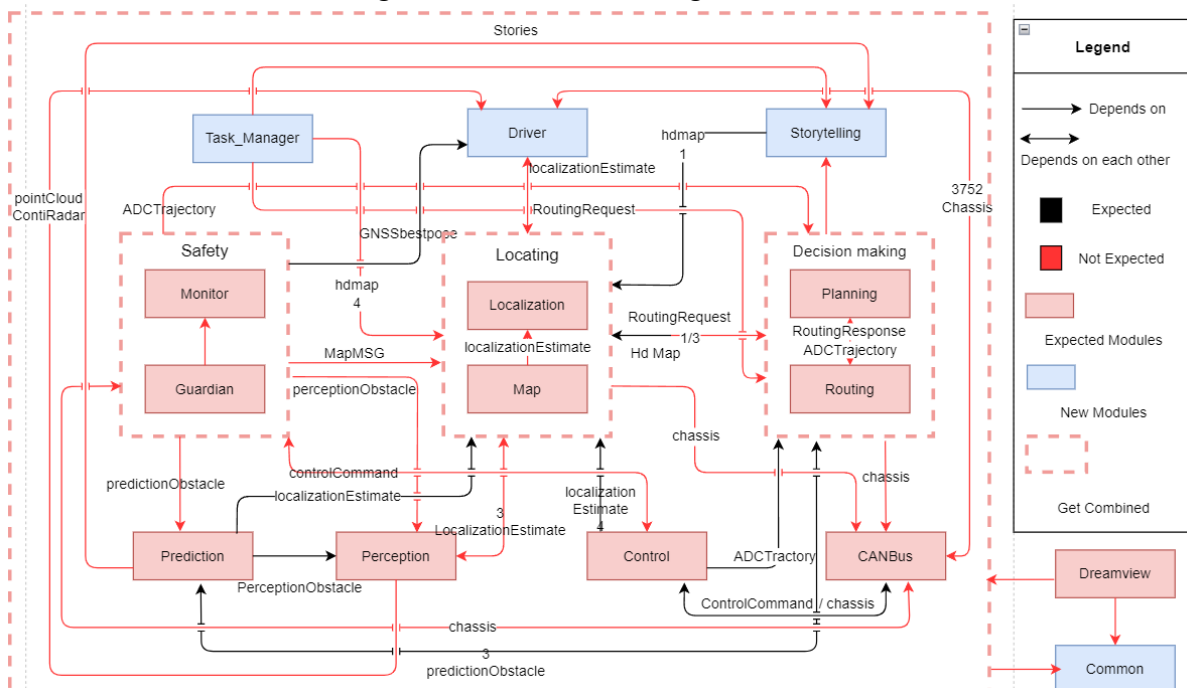 Stories
Legend
Depends on
Depends on each other
Expected
Not Expected
Expected Modules
New Modules
Get Combined
Task_Manager
Driver
Storytelling
hdmap
1
localizationEstimate
pointCloud
ContiRadar
ADCTrajectory
RoutingRequest
3752
Chassis
GNSSbestpose
Safety
Monitor
Guardian
hdmap
4
Locating
Localization
localizationEstimate
Map
Decision making
Planning
RoutingResponse
ADCTrajectory
Routing
RoutingRequest
1/3
Hd Map
MapMSG
perceptionObstacle
chassis
controlCommand
predictionObstacle
localizationEstimate
3
LocalizationEstimate
localization
Estimate
4
chassis
Prediction
Perception
Control
ADCTractory
CANBus
PerceptionObstacle
ControlCommand / chassis
chassis
3
predictionObstacle
Dreamview
Common